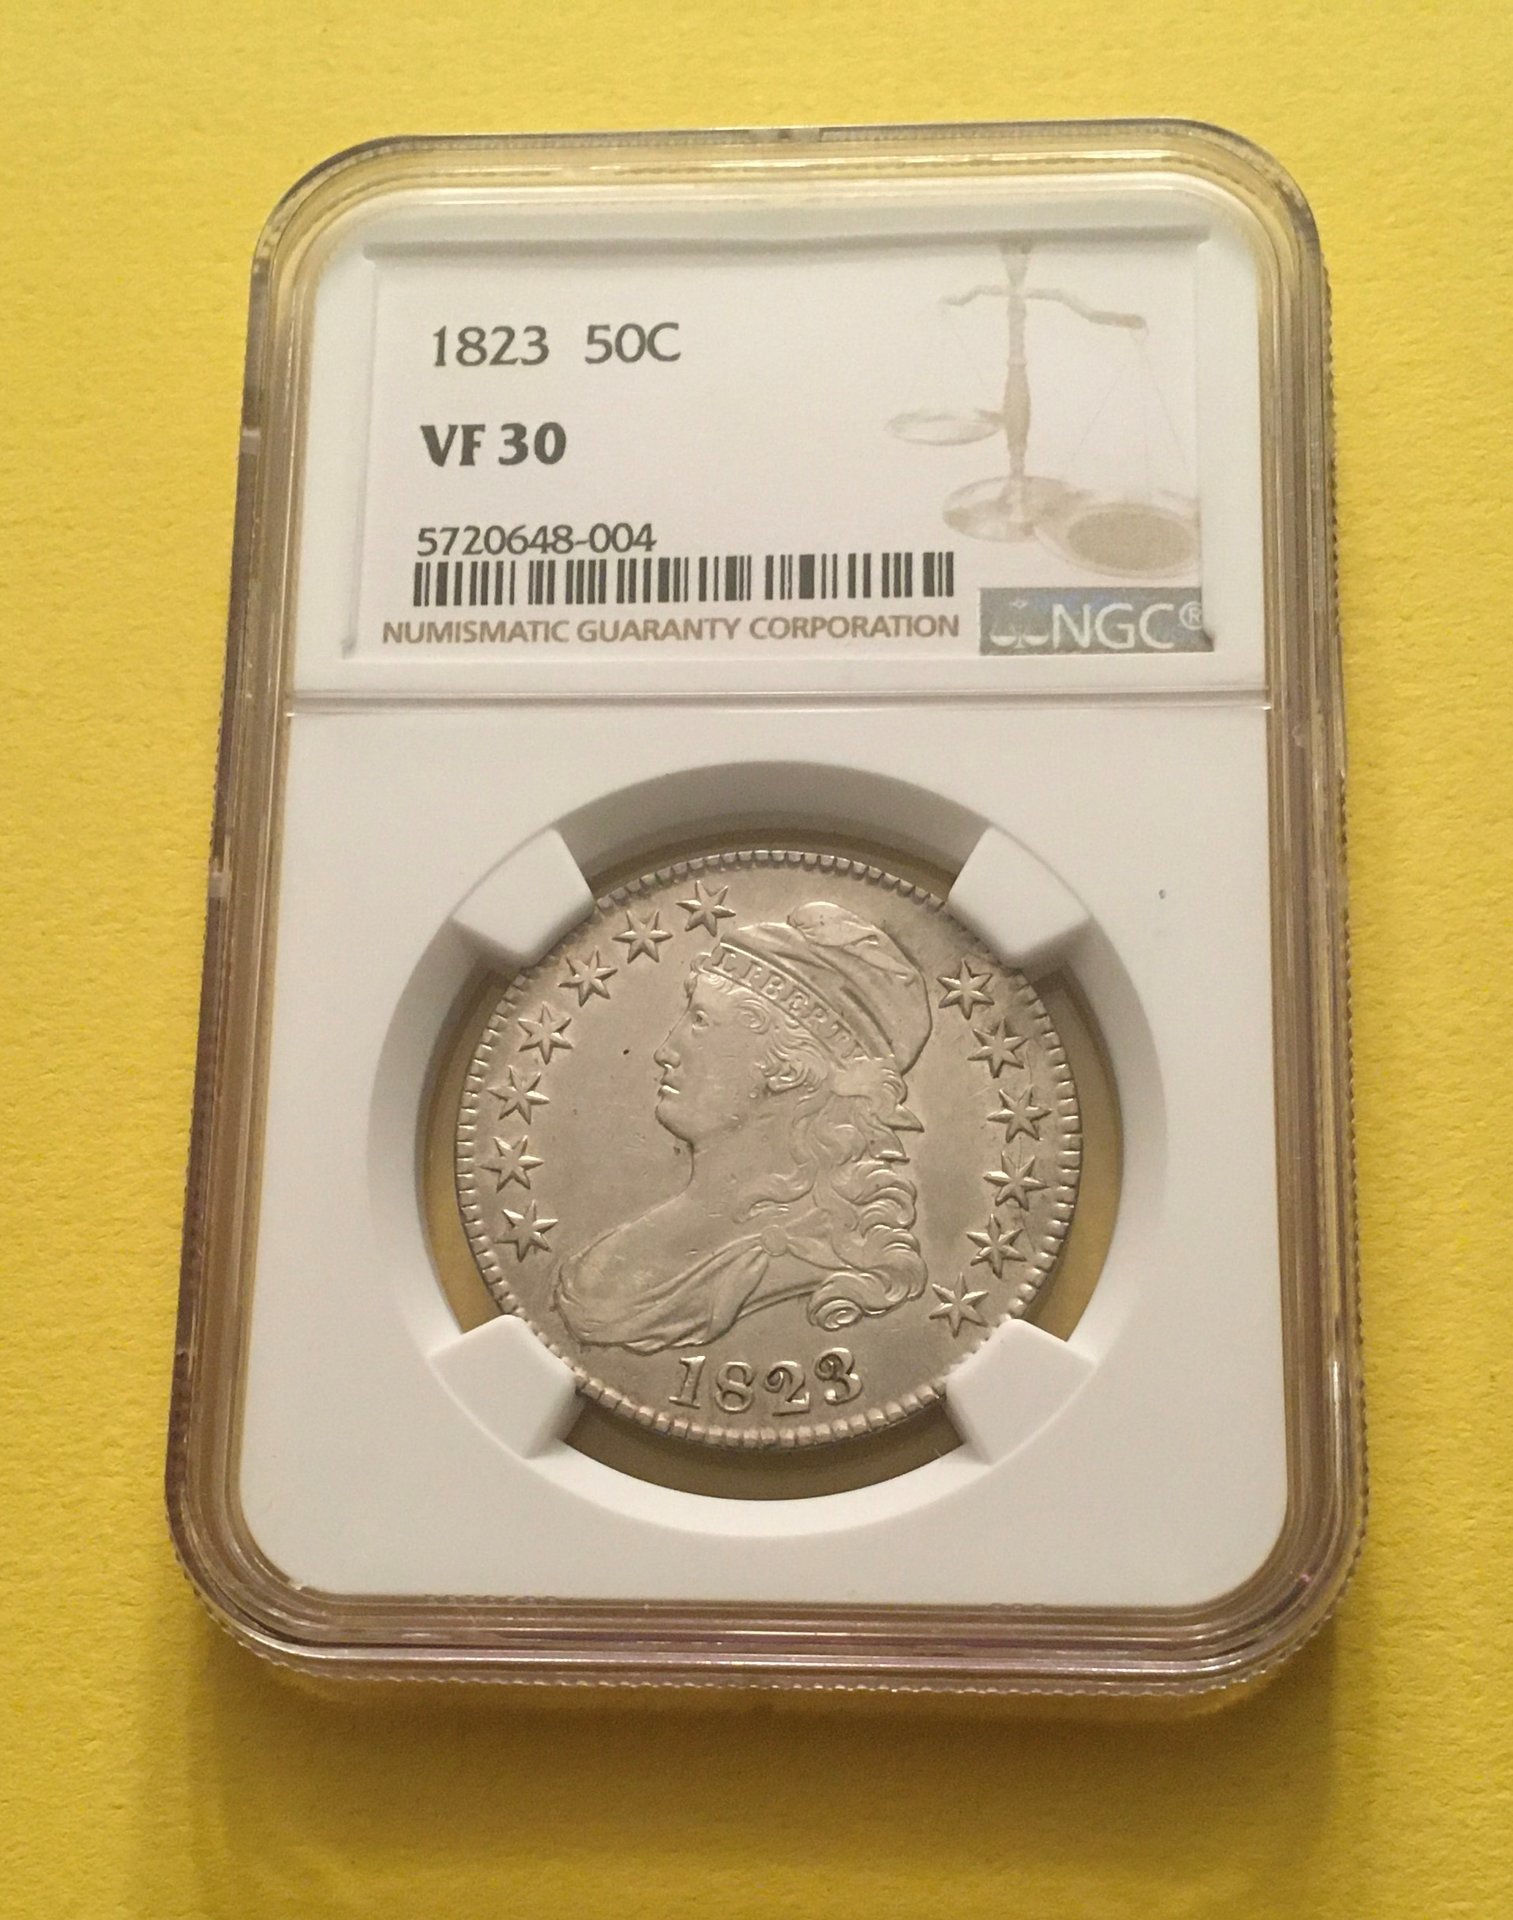 1823 50C
VF 30
5720648-004
NUMISMATIC GUARANTY CORPORATION
NGC®
LIBERTY
1823